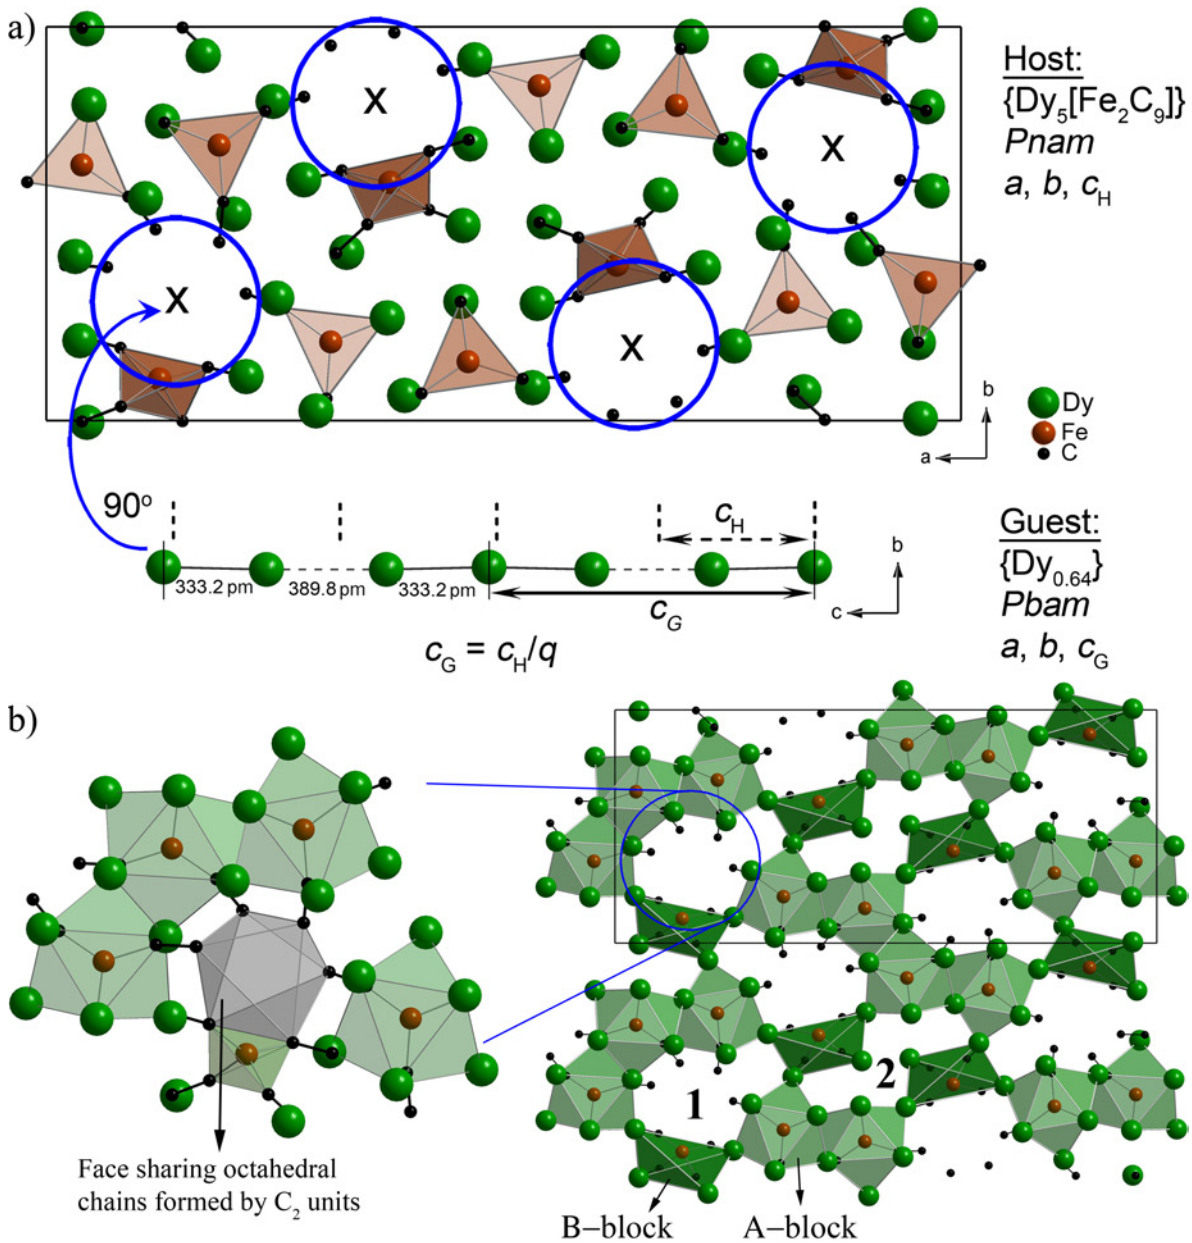 a)
X
X
X
X
Host:
{Dy5[Fe2C9]}
Pnam
a, b, cH
b
a
Dy
Fe
C
90º
cH
333.2 pm
389.8 pm
333.2 pm
cG
b
c
cG = cH/q
Guest:
{Dy0.64}
Pbam
a, b, cG
b)
1
2
Face sharing octahedral
chains formed by C2 units
B–block
A–block